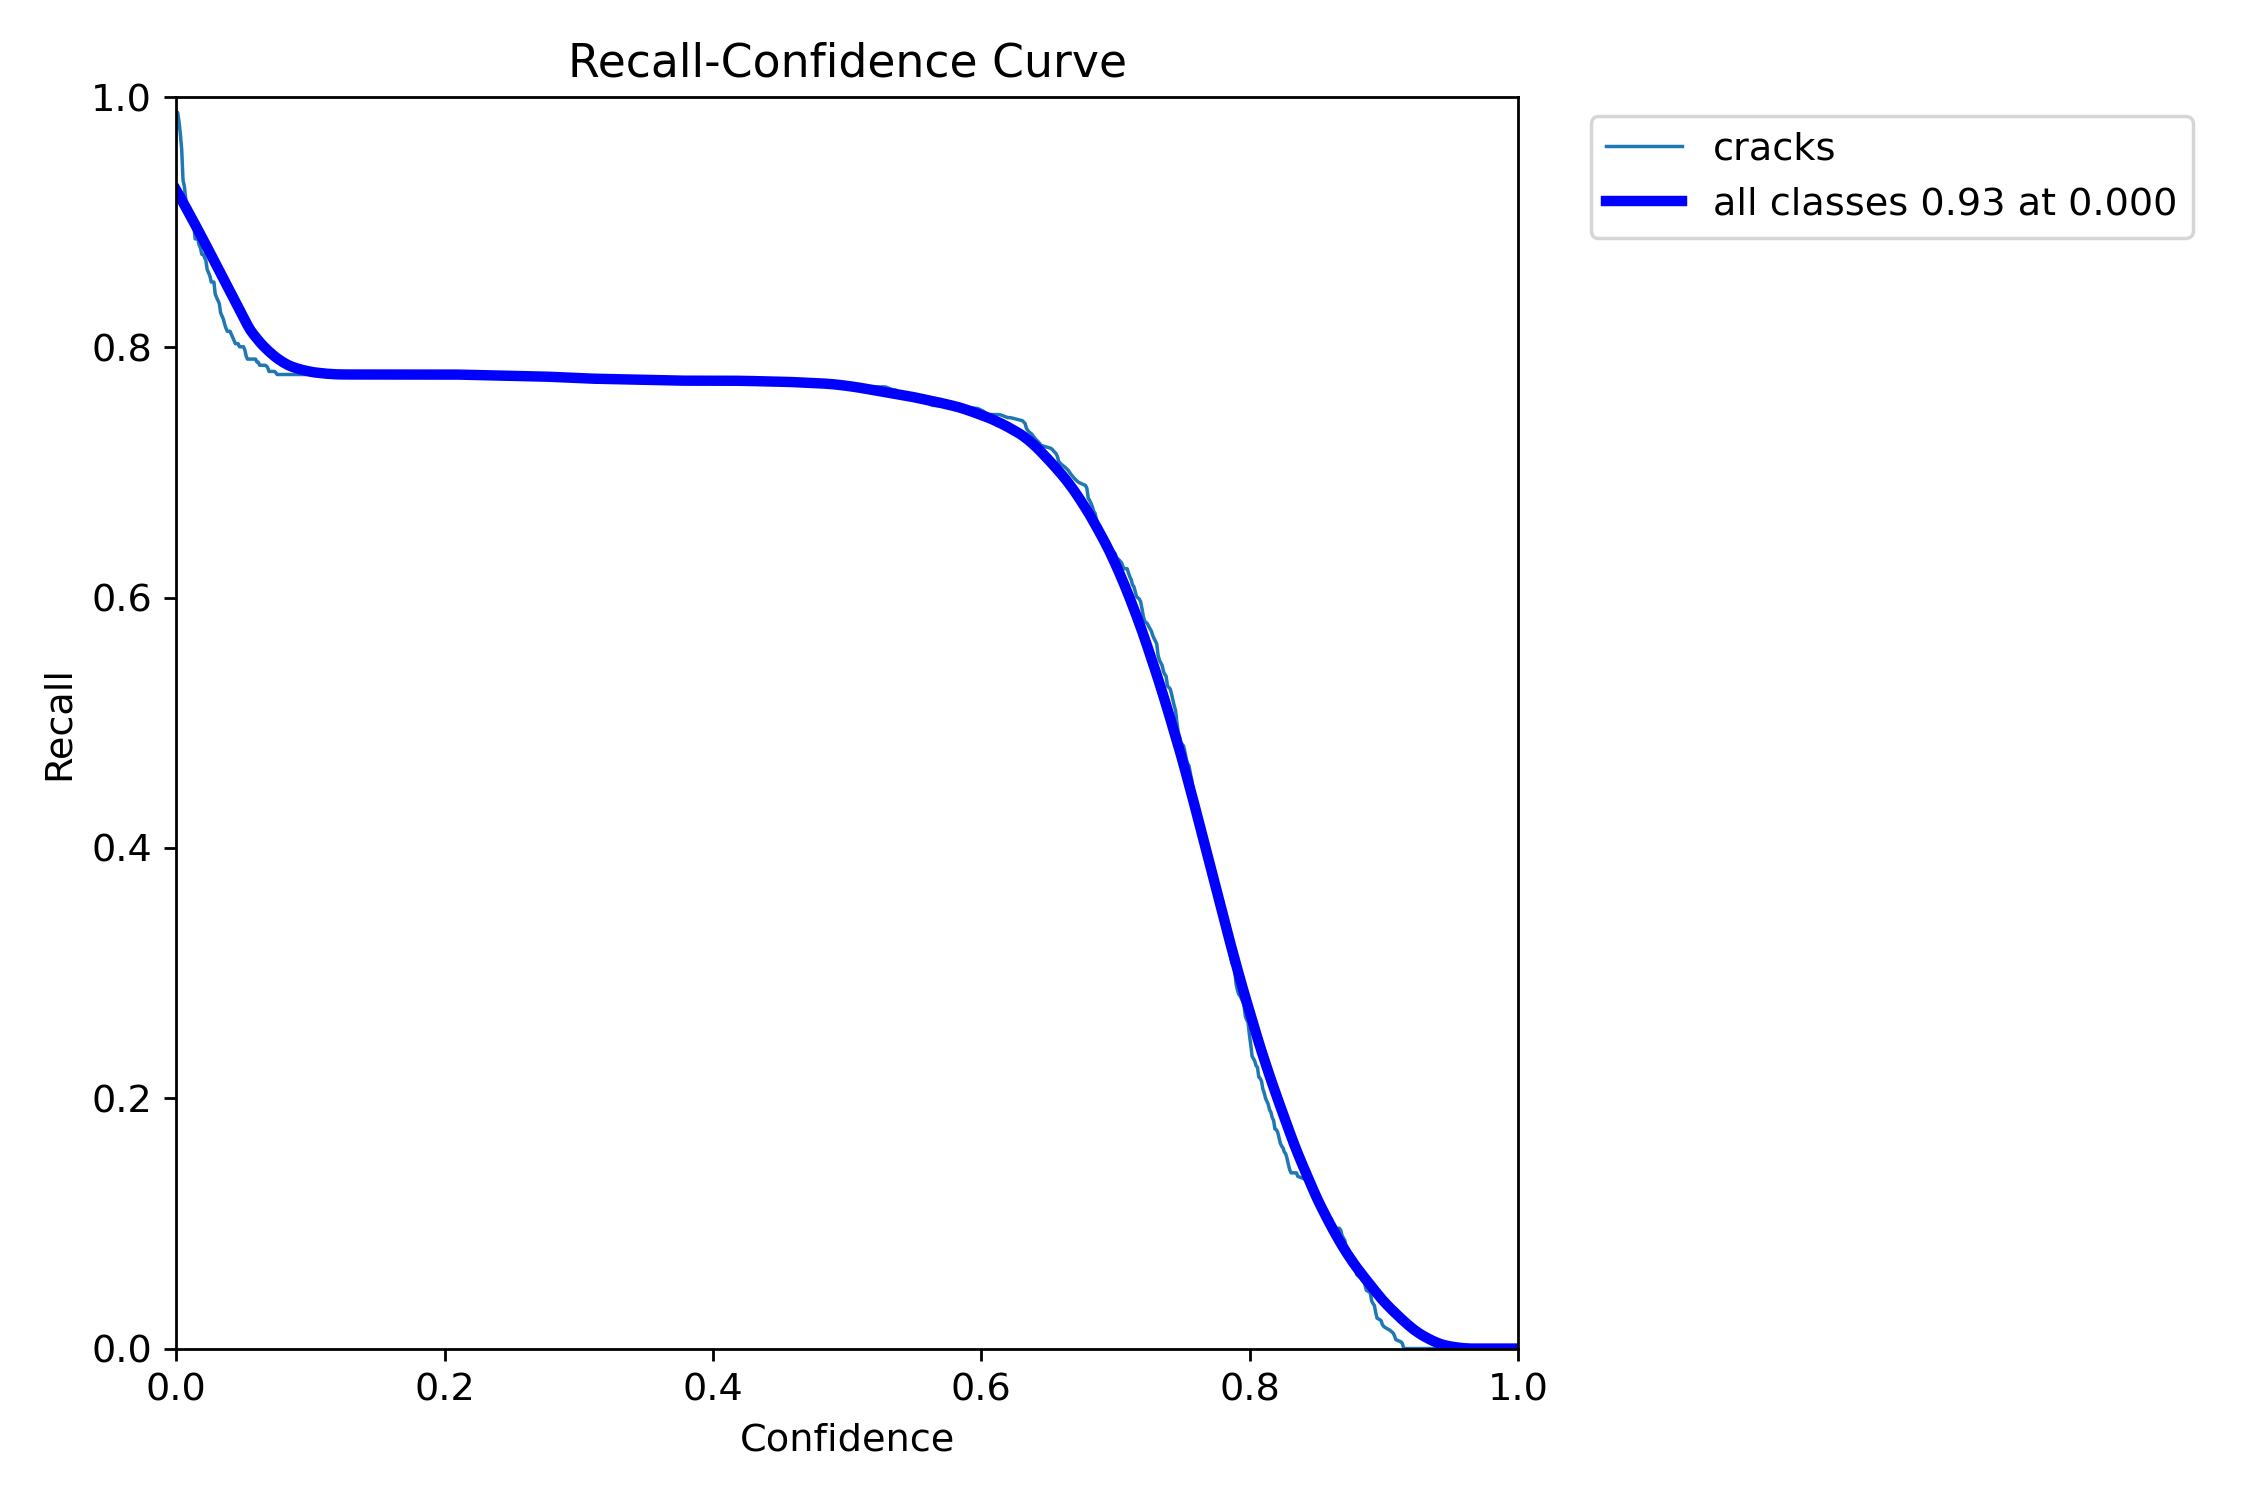 Recall-Confidence Curve
1.0
0.8
0.6
0.4
0.2
0.0
Recall
0.0 0.2 0.4 0.6 0.8 1.0
Confidence
cracks
all classes 0.93 at 0.000